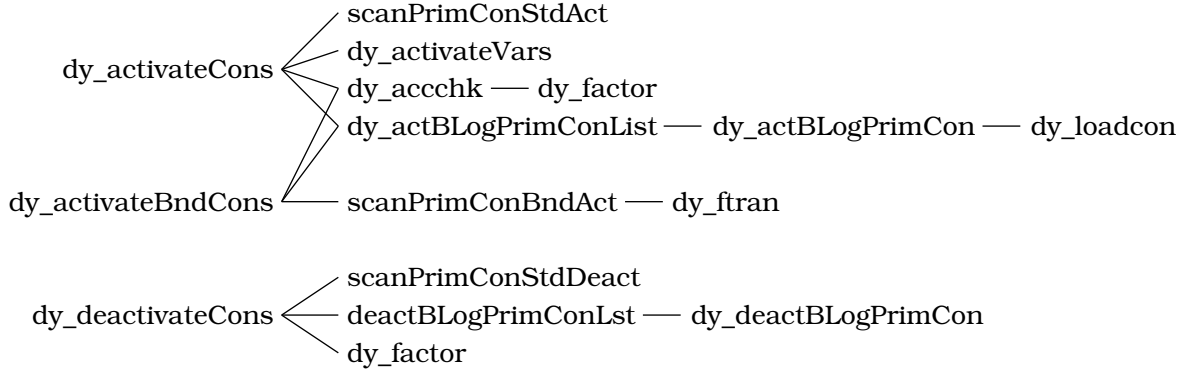 scanPrimConStdAct
dy_activateVars
dy_activateCons
dy_accchk dy_factor
dy_actBLogPrimConList dy_actBLogPrimCon dy_loadcon
dy_activateBndCons scanPrimConBndAct dy_ftran
scanPrimConStdDeact
dy_deactivateCons deactBLogPrimConLst dy_deactBLogPrimCon
dy_factor